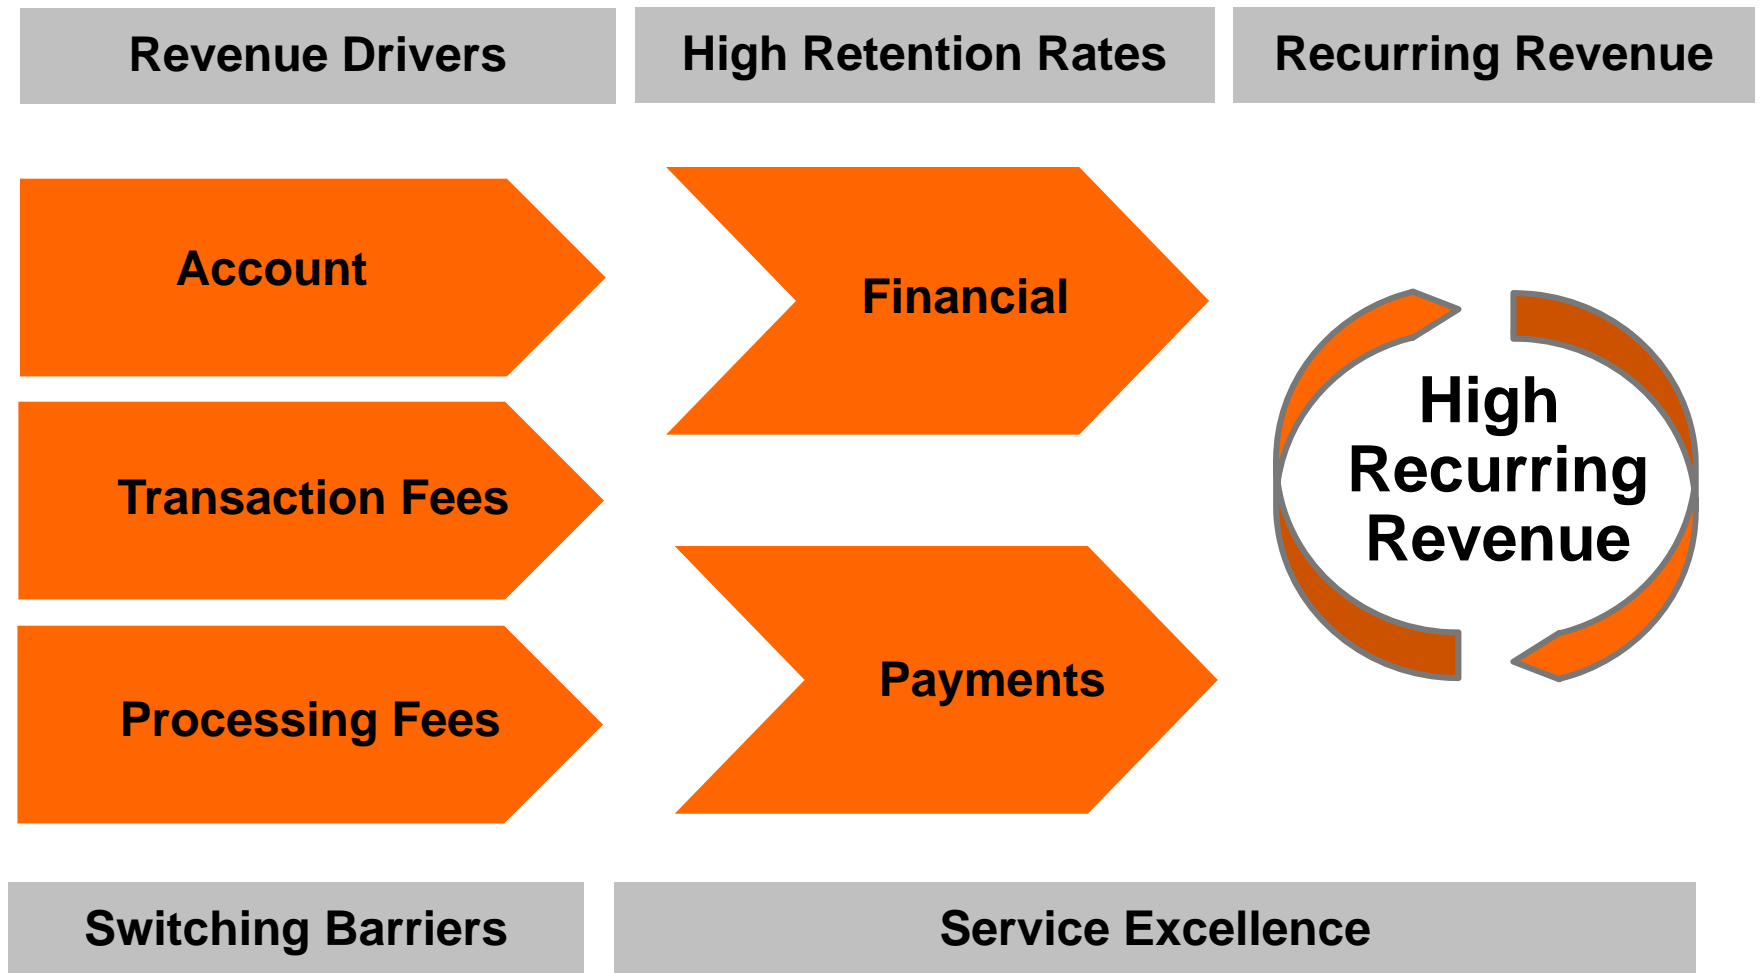 Revenue Drivers
High Retention Rates
Recurring Revenue
Account
Transaction Fees
Processing Fees
Financial
Payments
High
Recurring
Revenue
Switching Barriers
Service Excellence